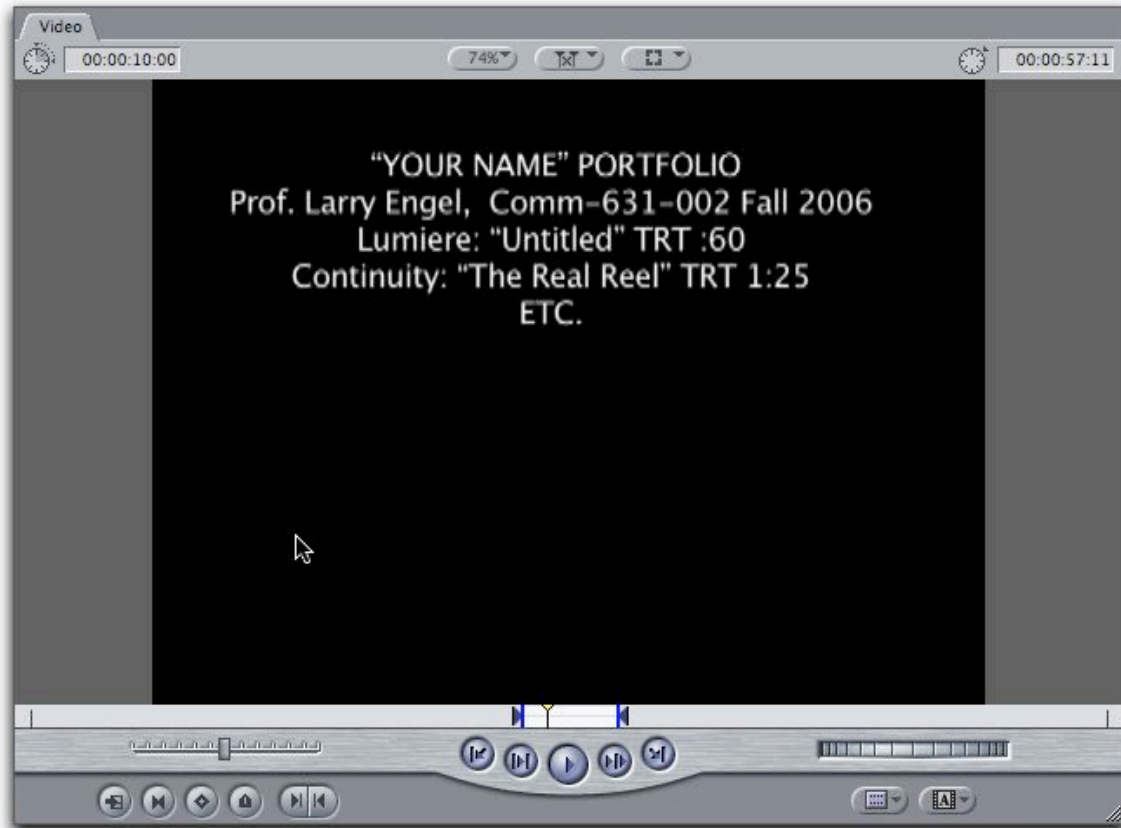 Video
00:00:10:00
74%
00:00:57:11
“YOUR NAME” PORTFOLIO
Prof. Larry Engel,  Comm-631-002 Fall 2006
Lumiere: “Untitled” TRT :60
Continuity: “The Real Reel” TRT 1:25
ETC.
A